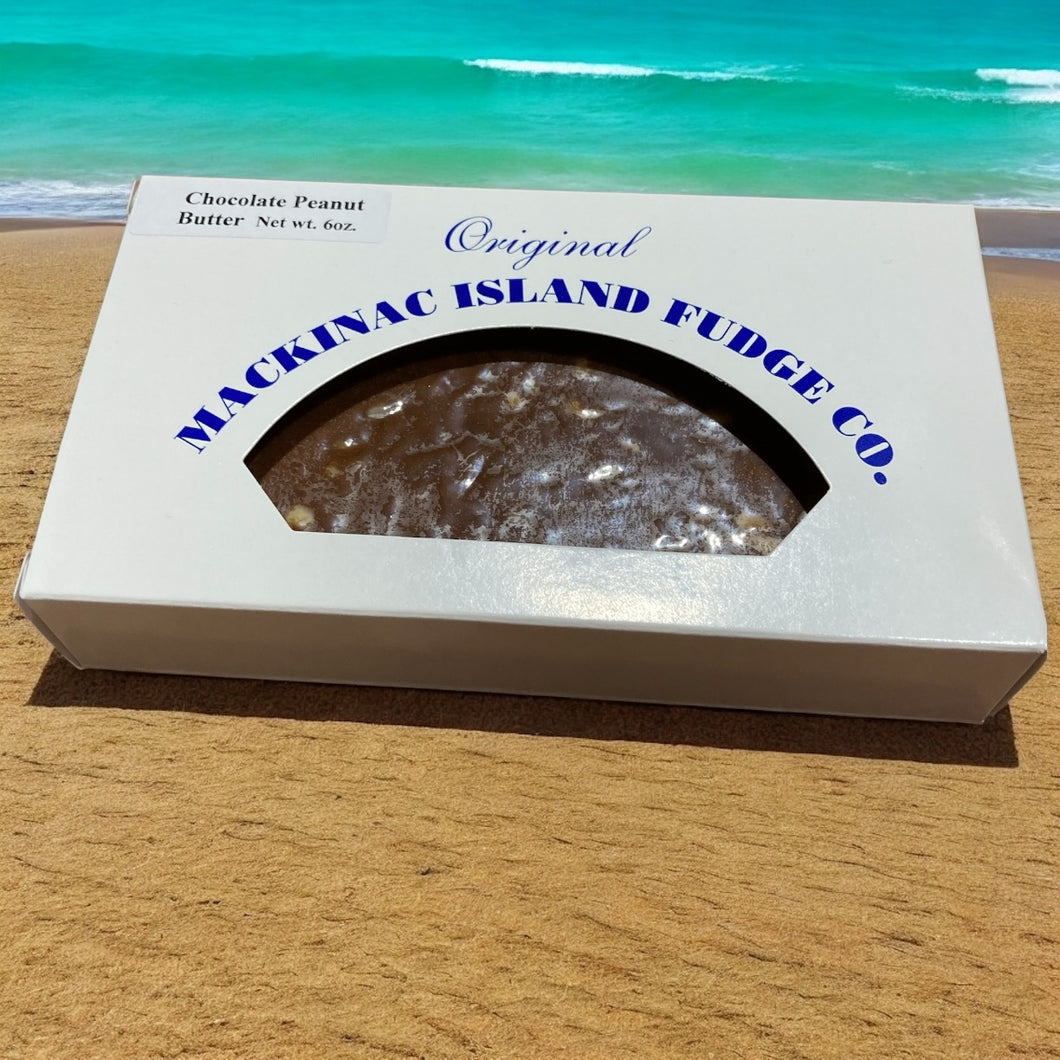 Chocolate Peanut
Butter Net wt. 6oz.
Original
MACKINAC ISLAND FUDGE CO.